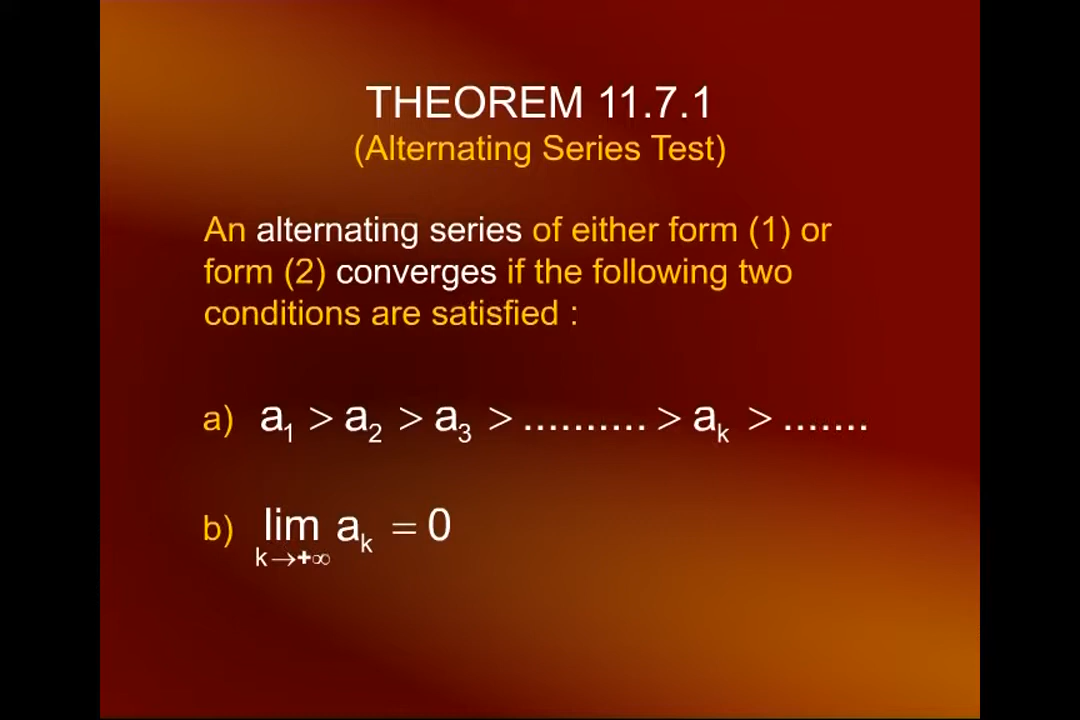 THEOREM 11.7.1
(Alternating Series Test)
An alternating series of either form (1) or
form (2) converges if the following two
conditions are satisfied :
a) a₁ > a₂ > a₃ > .......... > aₖ > .......
b) lim aₖ = 0
k→+∞